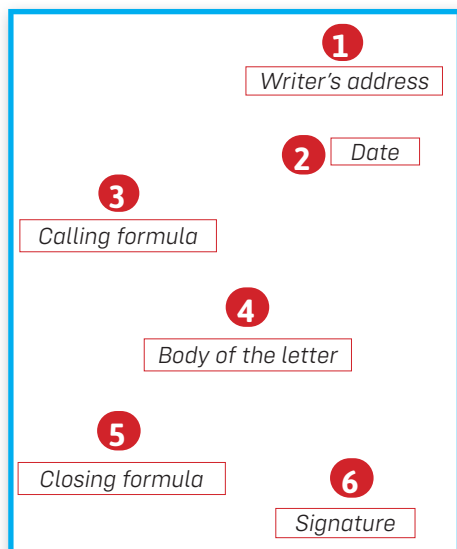 1
Writer's address
2 Date
3
Calling formula
4
Body of the letter
5
Closing formula
6
Signature